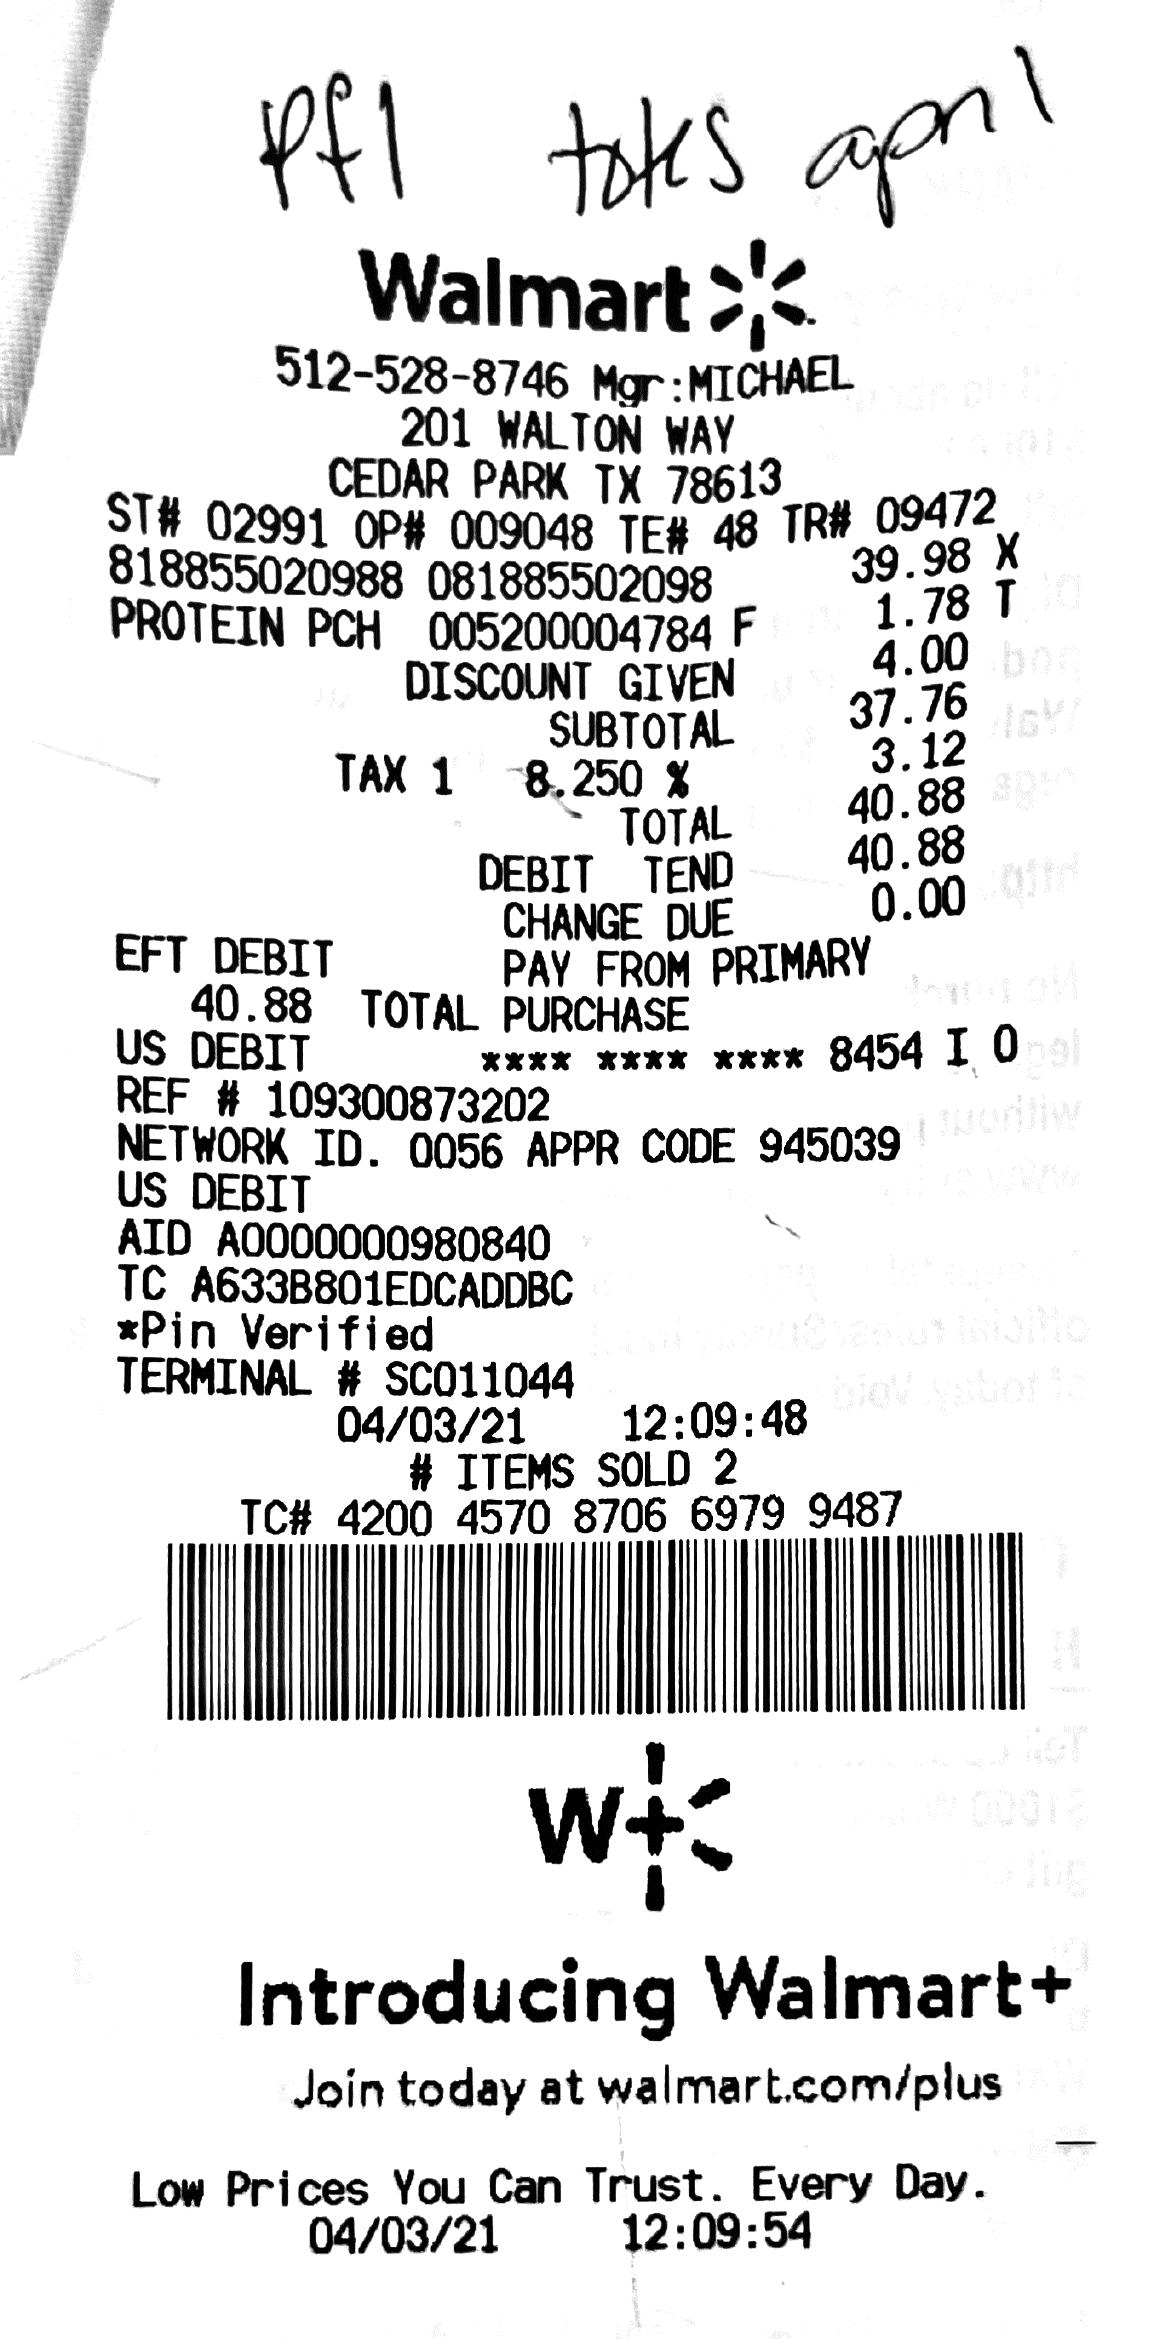 Pf1 toks april
Walmart
512-528-8746 Mgr:MICHAEL
201 WALTON WAY
CEDAR PARK TX 78613
ST# 02991 OP# 009048 TE# 48 TR# 09472
818855020988 081885502098 39.98 X
PROTEIN PCH 005200004784 F 1.78 T
DISCOUNT GIVEN 4.00
SUBTOTAL 37.76
TAX 1 8.250 % 3.12
TOTAL 40.88
DEBIT TEND 40.88
CHANGE DUE 0.00
EFT DEBIT PAY FROM PRIMARY
40.88 TOTAL PURCHASE
US DEBIT **** **** **** 8454 I 0
REF # 109300873202
NETWORK ID. 0056 APPR CODE 945039
US DEBIT
AID A0000000980840
TC A633B801EDCADDBC
*Pin Verified
TERMINAL # SC011044
04/03/21 12:09:48
# ITEMS SOLD 2
TC# 4200 4570 8706 6979 9487
W+
Introducing Walmart+
Join today at walmart.com/plus
Low Prices You Can Trust. Every Day.
04/03/21 12:09:54